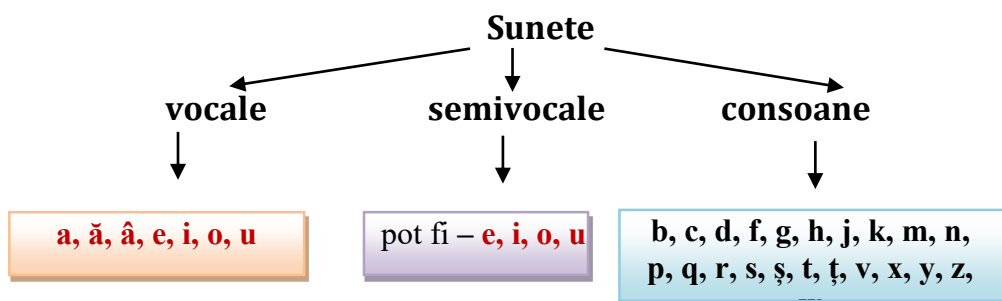 Sunete
vocale semivocale consoane
a, ă, â, e, i, o, u
pot fi – e, i, o, u
b, c, d, f, g, h, j, k, m, n,
p, q, r, s, ș, t, ț, v, x, y, z,